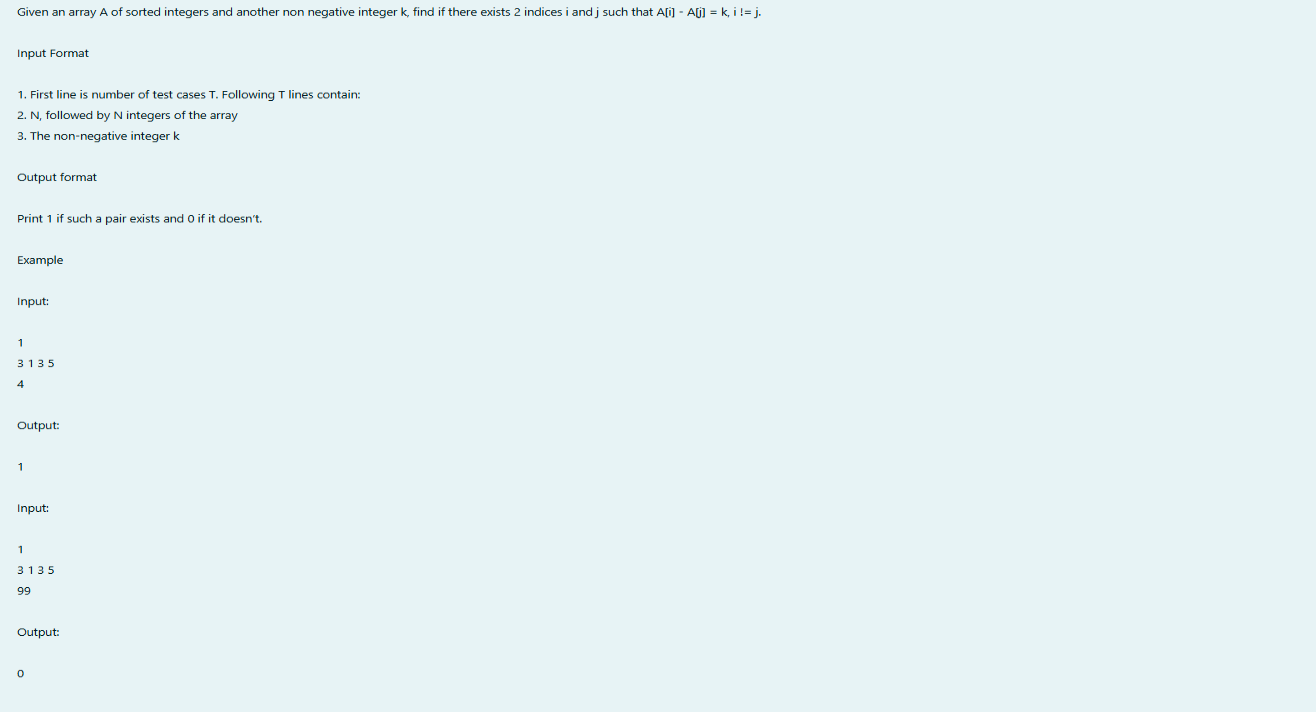 Given an array A of sorted integers and another non negative integer k, find if there exists 2 indices i and j such that A[i] - A[j] = k, i != j.
Input Format
1. First line is number of test cases T. Following T lines contain:
2. N, followed by N integers of the array
3. The non-negative integer k
Output format
Print 1 if such a pair exists and 0 if it doesn't.
Example
Input:
1
3 1 3 5
4
Output:
1
Input:
1
3 1 3 5
99
Output:
0